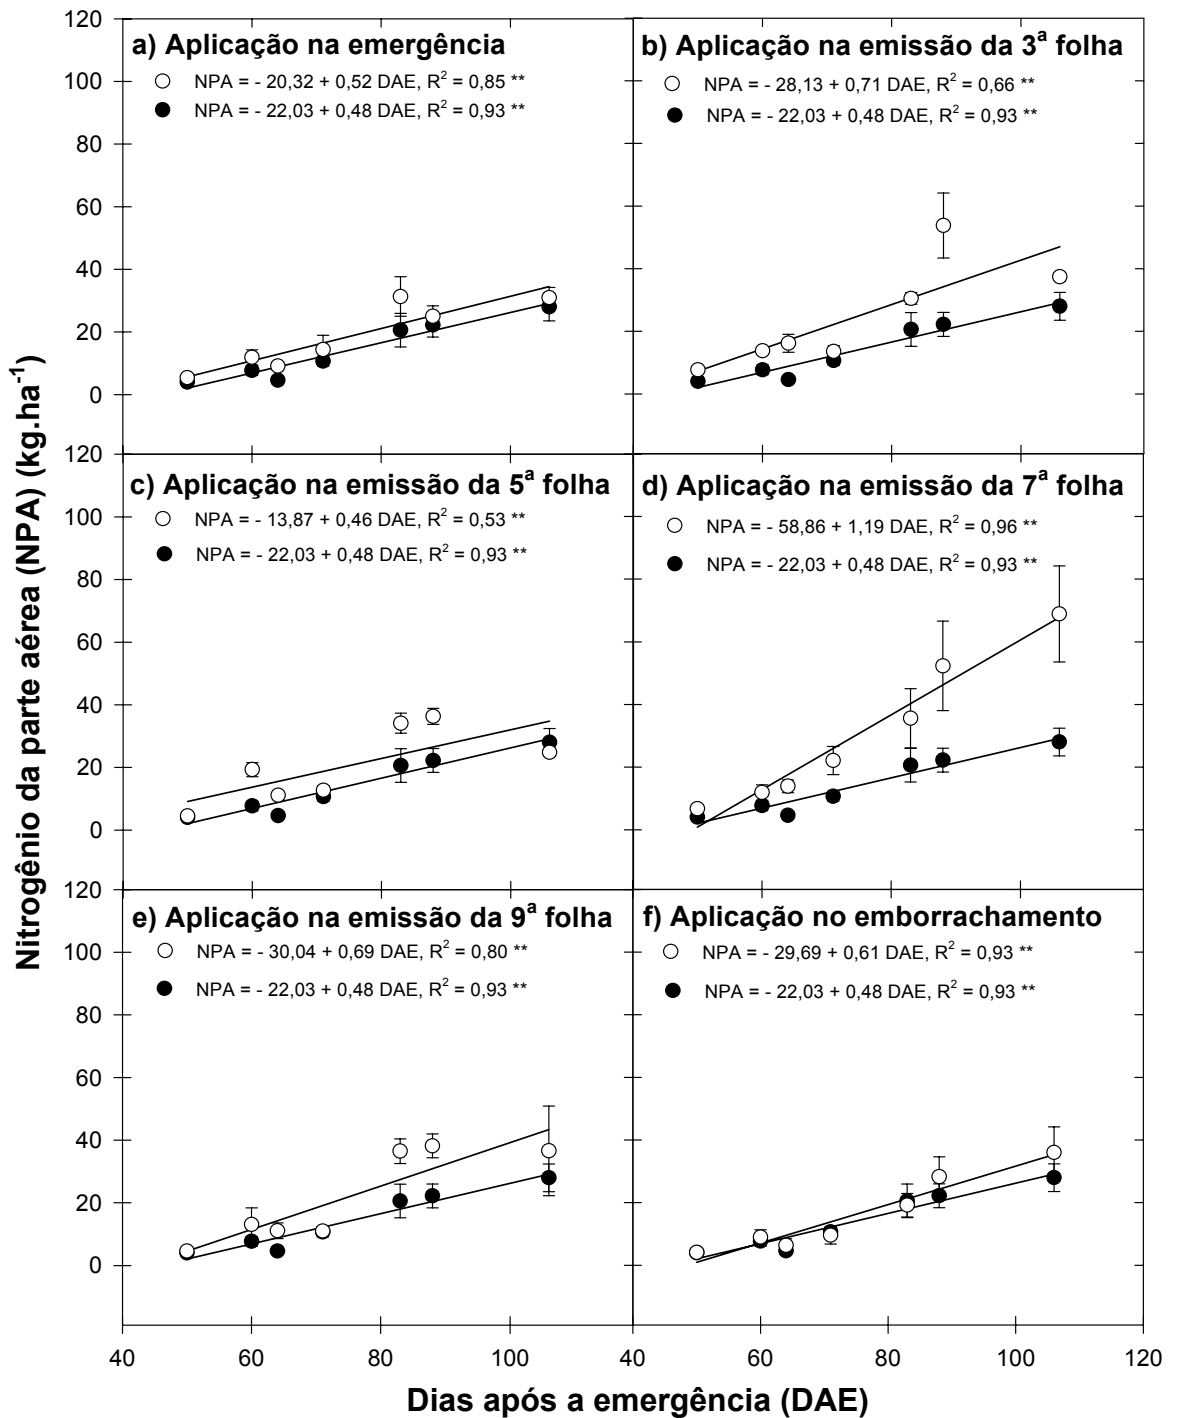 120
100
80
60
40
20
0
a) Aplicação na emergência
NPA = - 20,32 + 0,52 DAE, R² = 0,85 **
NPA = - 22,03 + 0,48 DAE, R² = 0,93 **
b) Aplicação na emissão da 3ª folha
NPA = - 28,13 + 0,71 DAE, R² = 0,66 **
NPA = - 22,03 + 0,48 DAE, R² = 0,93 **
120
100
80
60
40
20
0
c) Aplicação na emissão da 5ª folha
NPA = - 13,87 + 0,46 DAE, R² = 0,53 **
NPA = - 22,03 + 0,48 DAE, R² = 0,93 **
d) Aplicação na emissão da 7ª folha
NPA = - 58,86 + 1,19 DAE, R² = 0,96 **
NPA = - 22,03 + 0,48 DAE, R² = 0,93 **
120
100
80
60
40
20
0
e) Aplicação na emissão da 9ª folha
NPA = - 30,04 + 0,69 DAE, R² = 0,80 **
NPA = - 22,03 + 0,48 DAE, R² = 0,93 **
f) Aplicação no emborrachamento
NPA = - 29,69 + 0,61 DAE, R² = 0,93 **
NPA = - 22,03 + 0,48 DAE, R² = 0,93 **
40 60 80 100 40 60 80 100 120
Nitrogênio da parte aérea (NPA) (kg.ha⁻¹)
Dias após a emergência (DAE)